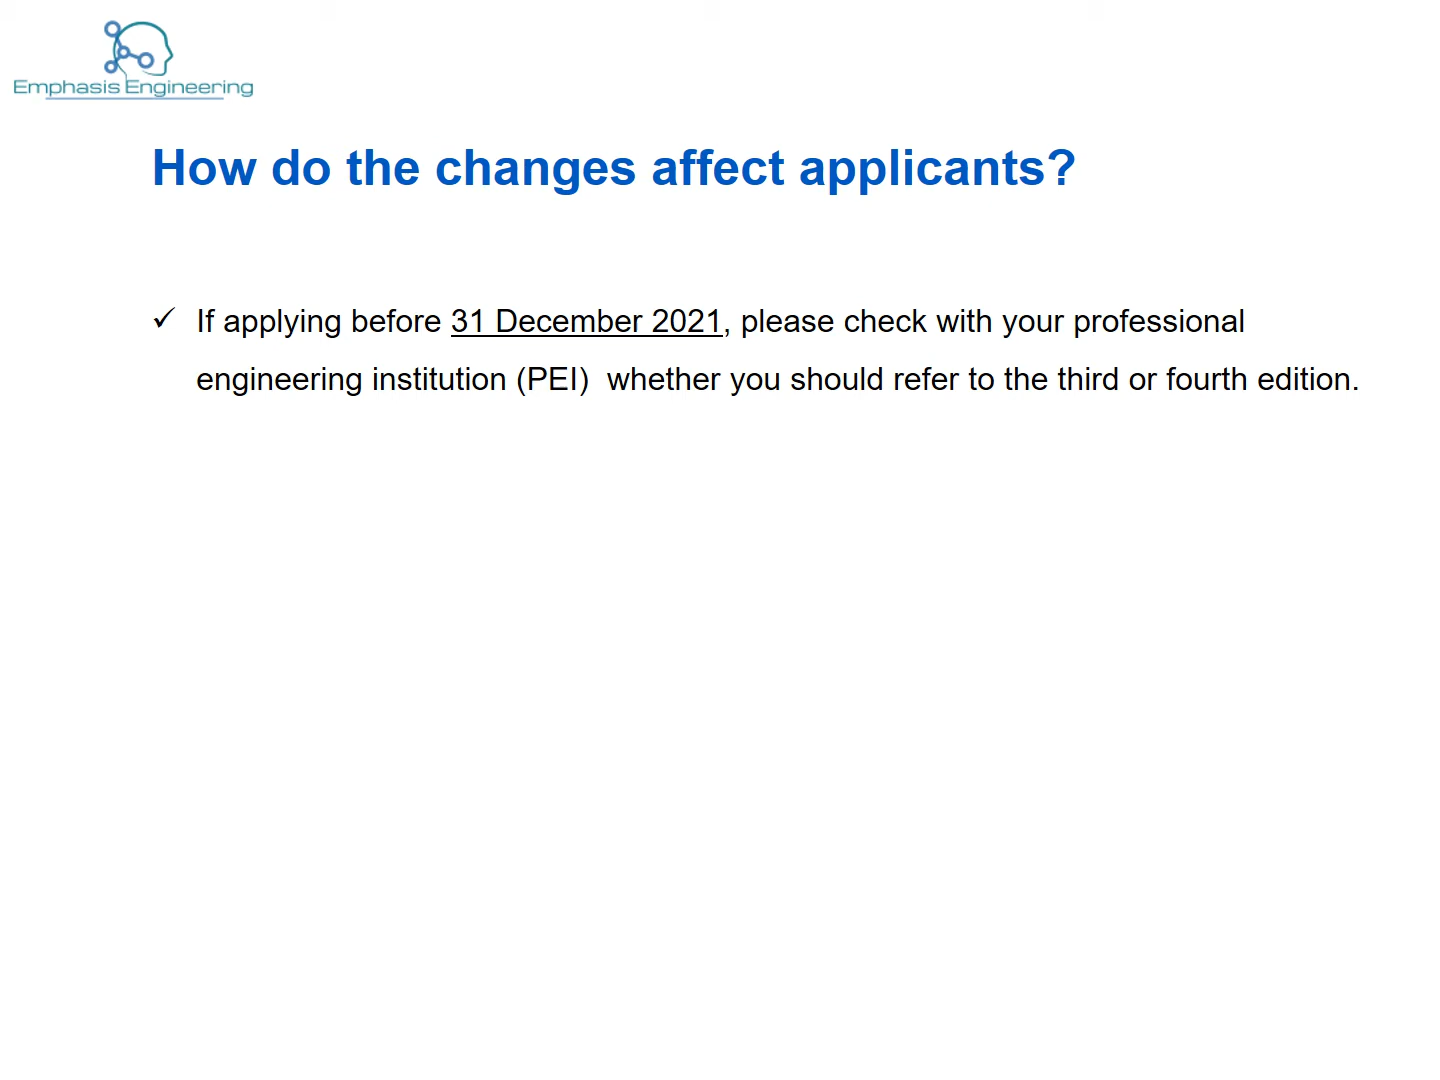 Emphasis Engineering
How do the changes affect applicants?
✓ If applying before 31 December 2021, please check with your professional
engineering institution (PEI)  whether you should refer to the third or fourth edition.